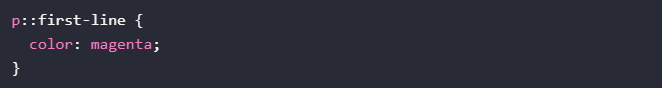 p::first-line {
  color: magenta;
}